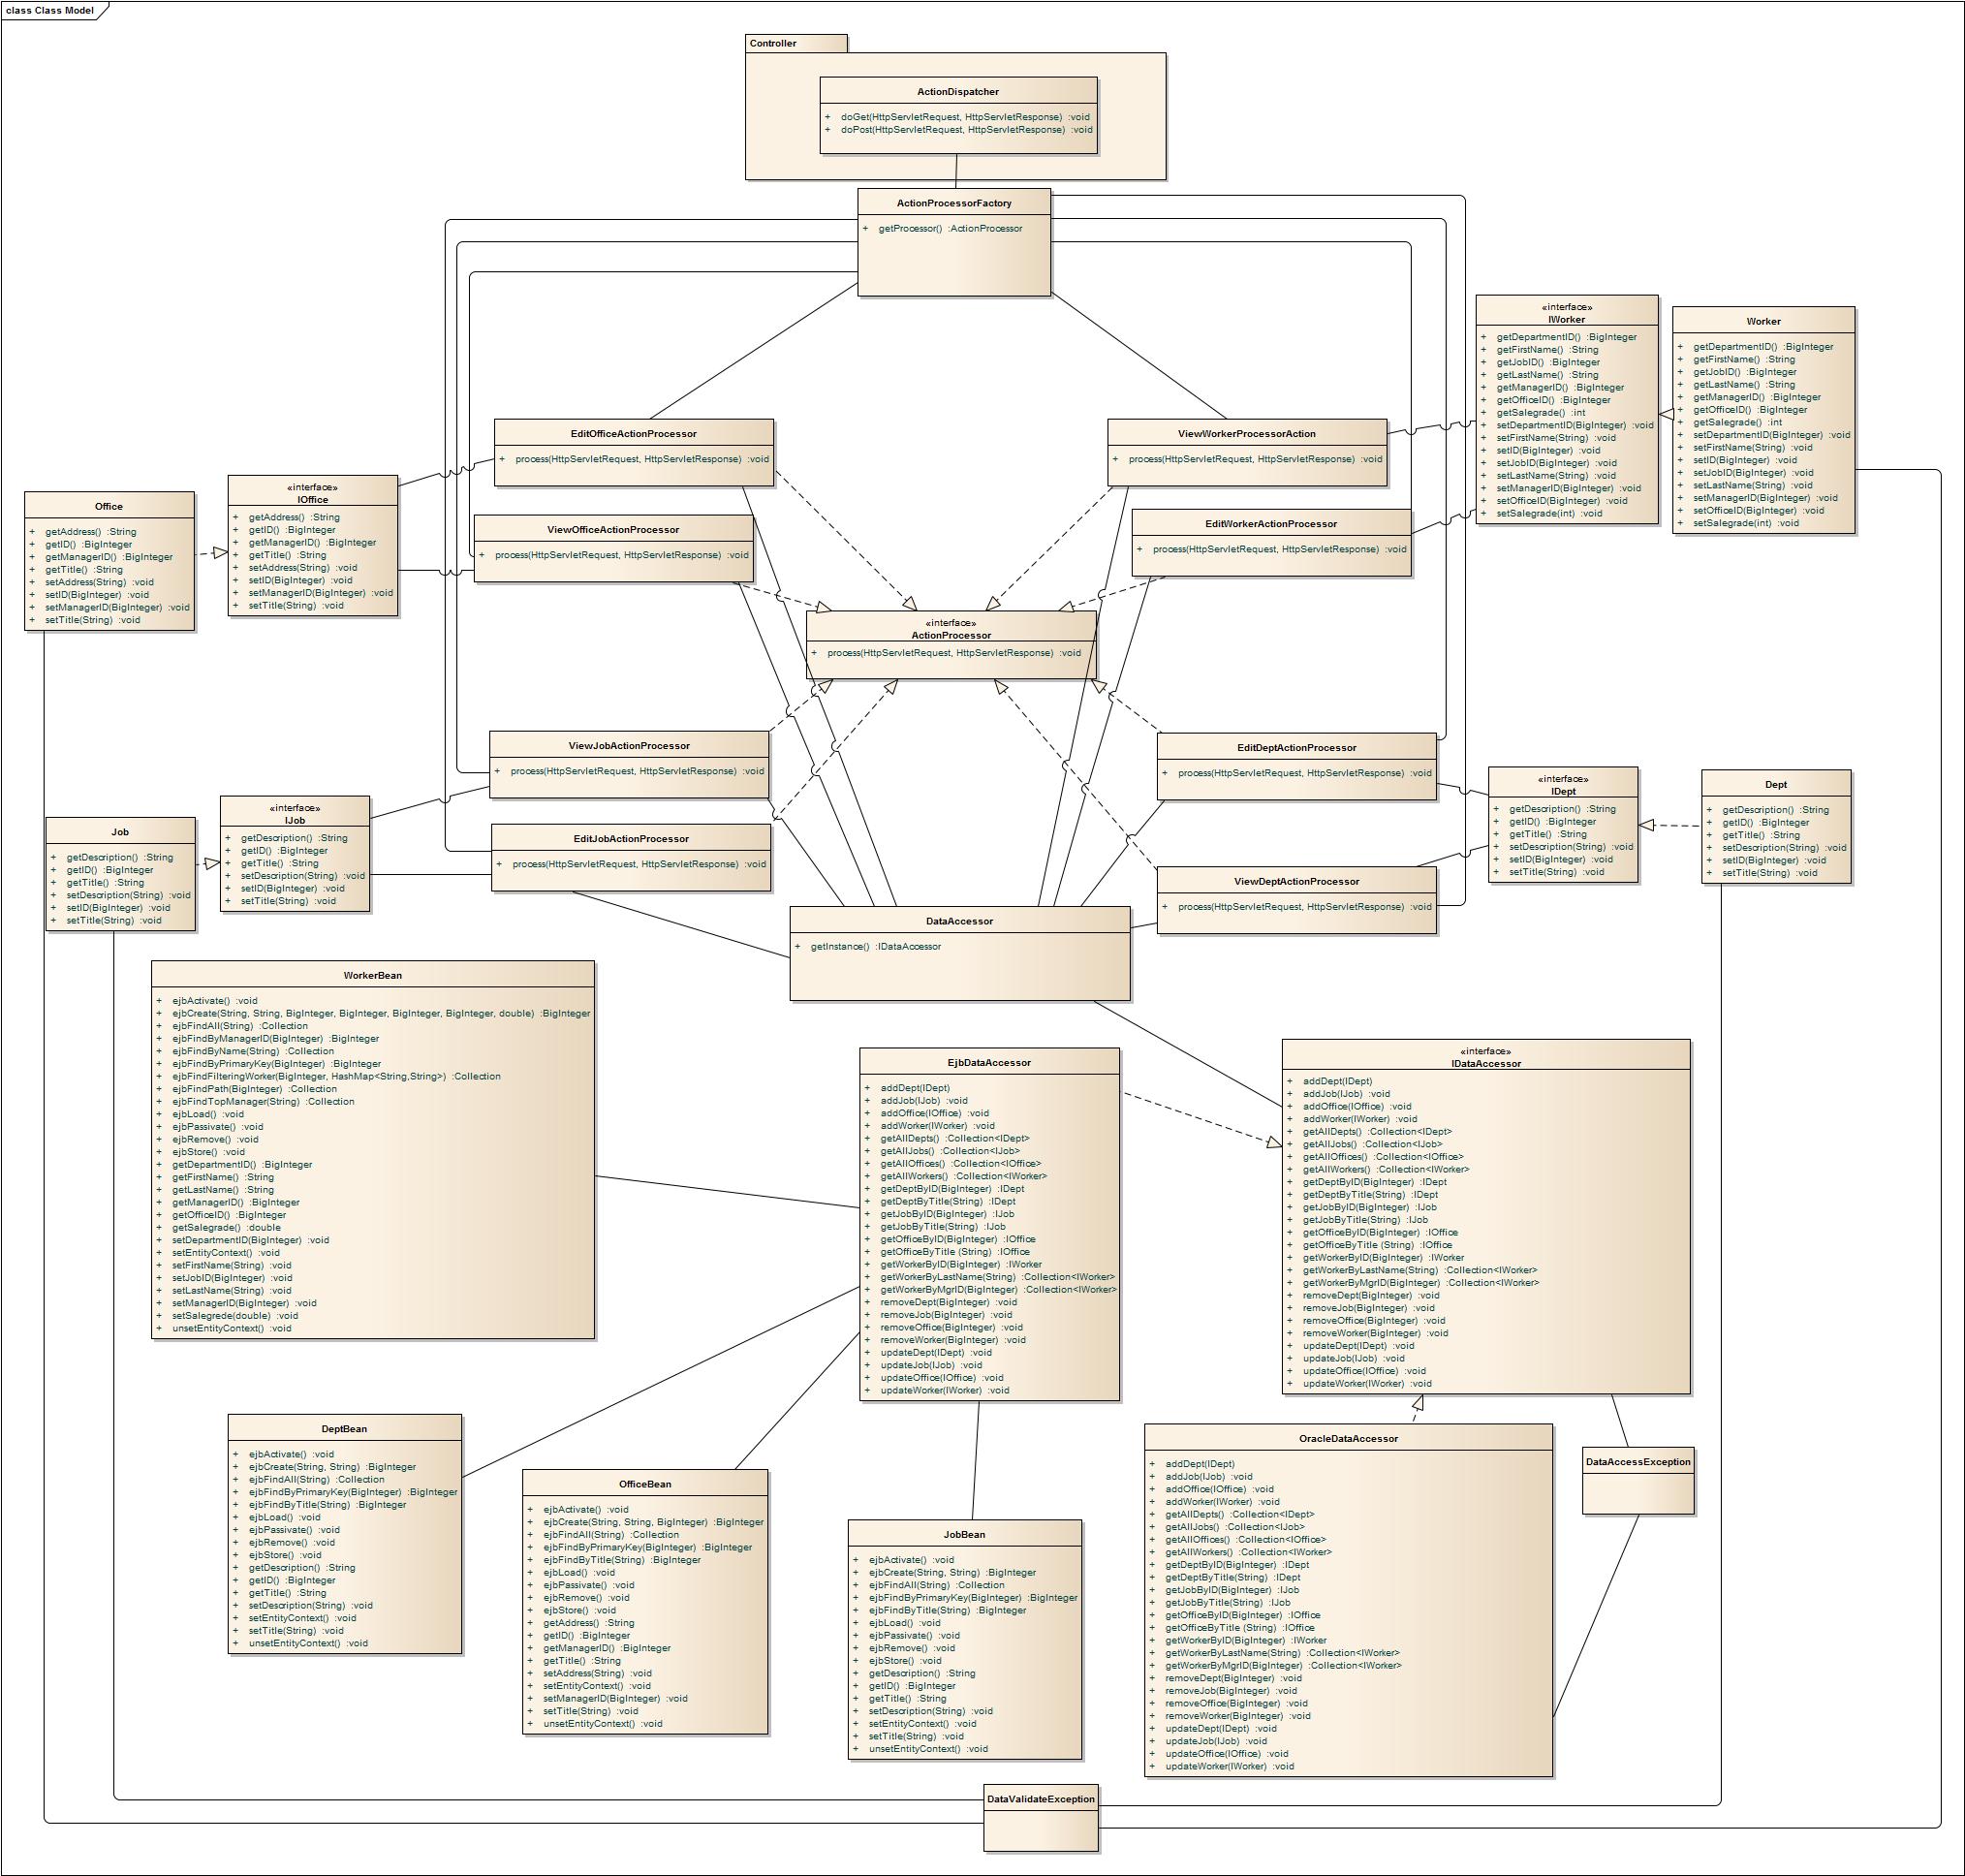 class Class Model
Controller
ActionDispatcher
+ doGet(HttpServletRequest, HttpServletResponse) :void
+ doPost(HttpServletRequest, HttpServletResponse) :void
ActionProcessorFactory
+ getProcessor() :ActionProcessor
«interface»
IWorker
+ getDepartmentID() :BigInteger
+ getFirstName() :String
+ getJobID() :BigInteger
+ getLastName() :String
+ getManagerID() :BigInteger
+ getOfficeID() :BigInteger
+ getSalegrade() :int
+ setDepartmentID(BigInteger) :void
+ setFirstName(String) :void
+ setID(BigInteger) :void
+ setJobID(BigInteger) :void
+ setLastName(String) :void
+ setManagerID(BigInteger) :void
+ setOfficeID(BigInteger) :void
+ setSalegrade(int) :void
Worker
+ getDepartmentID() :BigInteger
+ getFirstName() :String
+ getJobID() :BigInteger
+ getLastName() :String
+ getManagerID() :BigInteger
+ getOfficeID() :BigInteger
+ getSalegrade() :int
+ setDepartmentID(BigInteger) :void
+ setFirstName(String) :void
+ setID(BigInteger) :void
+ setJobID(BigInteger) :void
+ setLastName(String) :void
+ setManagerID(BigInteger) :void
+ setOfficeID(BigInteger) :void
+ setSalegrade(int) :void
EditOfficeActionProcessor
+ process(HttpServletRequest, HttpServletResponse) :void
ViewWorkerProcessorAction
+ process(HttpServletRequest, HttpServletResponse) :void
Office
+ getAddress() :String
+ getID() :BigInteger
+ getManagerID() :BigInteger
+ getTitle() :String
+ setAddress(String) :void
+ setID(BigInteger) :void
+ setManagerID(BigInteger) :void
+ setTitle(String) :void
«interface»
IOffice
+ getAddress() :String
+ getID() :BigInteger
+ getManagerID() :BigInteger
+ getTitle() :String
+ setAddress(String) :void
+ setID(BigInteger) :void
+ setManagerID(BigInteger) :void
+ setTitle(String) :void
ViewOfficeActionProcessor
+ process(HttpServletRequest, HttpServletResponse) :void
EditWorkerActionProcessor
+ process(HttpServletRequest, HttpServletResponse) :void
«interface»
ActionProcessor
+ process(HttpServletRequest, HttpServletResponse) :void
ViewJobActionProcessor
+ process(HttpServletRequest, HttpServletResponse) :void
EditDeptActionProcessor
+ process(HttpServletRequest, HttpServletResponse) :void
Job
+ getDescription() :String
+ getID() :BigInteger
+ getTitle() :String
+ setDescription(String) :void
+ setID(BigInteger) :void
+ setTitle(String) :void
«interface»
IJob
+ getDescription() :String
+ getID() :BigInteger
+ getTitle() :String
+ setDescription(String) :void
+ setID(BigInteger) :void
+ setTitle(String) :void
EditJobActionProcessor
+ process(HttpServletRequest, HttpServletResponse) :void
«interface»
IDept
+ getDescription() :String
+ getID() :BigInteger
+ getTitle() :String
+ setDescription(String) :void
+ setID(BigInteger) :void
+ setTitle(String) :void
Dept
+ getDescription() :String
+ getID() :BigInteger
+ getTitle() :String
+ setDescription(String) :void
+ setID(BigInteger) :void
+ setTitle(String) :void
ViewDeptActionProcessor
+ process(HttpServletRequest, HttpServletResponse) :void
DataAccessor
+ getInstance() :IDataAccessor
WorkerBean
+ ejbActivate() :void
+ ejbCreate(String, String, BigInteger, BigInteger, BigInteger, BigInteger, double) :BigInteger
+ ejbFindAll(String) :Collection
+ ejbFindByManagerID(BigInteger) :BigInteger
+ ejbFindByName(String) :Collection
+ ejbFindByPrimaryKey(BigInteger) :BigInteger
+ ejbFindFilteringWorker(BigInteger, HashMap<String,String>) :Collection
+ ejbFindPath(BigInteger) :Collection
+ ejbFindTopManager(String) :Collection
+ ejbLoad() :void
+ ejbPassivate() :void
+ ejbRemove() :void
+ ejbStore() :void
+ getDepartmentID() :BigInteger
+ getFirstName() :String
+ getLastName() :String
+ getManagerID() :BigInteger
+ getOfficeID() :BigInteger
+ getSalegrade() :double
+ setDepartmentID(BigInteger) :void
+ setEntityContext() :void
+ setFirstName(String) :void
+ setJobID(BigInteger) :void
+ setLastName(String) :void
+ setManagerID(BigInteger) :void
+ setSalegrede(double) :void
+ unsetEntityContext() :void
EjbDataAccessor
+ addDept(IDept)
+ addJob(IJob) :void
+ addOffice(IOffice) :void
+ addWorker(IWorker) :void
+ getAllDepts() :Collection<IDept>
+ getAllJobs() :Collection<IJob>
+ getAllOffices() :Collection<IOffice>
+ getAllWorkers() :Collection<IWorker>
+ getDeptByID(BigInteger) :IDept
+ getDeptByTitle(String) :IDept
+ getJobByID(BigInteger) :IJob
+ getJobByTitle(String) :IJob
+ getOfficeByID(BigInteger) :IOffice
+ getOfficeByTitle (String) :IOffice
+ getWorkerByID(BigInteger) :IWorker
+ getWorkerByLastName(String) :Collection<IWorker>
+ getWorkerByMgrID(BigInteger) :Collection<IWorker>
+ removeDept(BigInteger) :void
+ removeJob(BigInteger) :void
+ removeOffice(BigInteger) :void
+ removeWorker(BigInteger) :void
+ updateDept(IDept) :void
+ updateJob(IJob) :void
+ updateOffice(IOffice) :void
+ updateWorker(IWorker) :void
«interface»
IDataAccessor
+ addDept(IDept)
+ addJob(IJob) :void
+ addOffice(IOffice) :void
+ addWorker(IWorker) :void
+ getAllDepts() :Collection<IDept>
+ getAllJobs() :Collection<IJob>
+ getAllOffices() :Collection<IOffice>
+ getAllWorkers() :Collection<IWorker>
+ getDeptByID(BigInteger) :IDept
+ getDeptByTitle(String) :IDept
+ getJobByID(BigInteger) :IJob
+ getJobByTitle(String) :IJob
+ getOfficeByID(BigInteger) :IOffice
+ getOfficeByTitle (String) :IOffice
+ getWorkerByID(BigInteger) :IWorker
+ getWorkerByLastName(String) :Collection<IWorker>
+ getWorkerByMgrID(BigInteger) :Collection<IWorker>
+ removeDept(BigInteger) :void
+ removeJob(BigInteger) :void
+ removeOffice(BigInteger) :void
+ removeWorker(BigInteger) :void
+ updateDept(IDept) :void
+ updateJob(IJob) :void
+ updateOffice(IOffice) :void
+ updateWorker(IWorker) :void
DeptBean
+ ejbActivate() :void
+ ejbCreate(String, String) :BigInteger
+ ejbFindAll(String) :Collection
+ ejbFindByPrimaryKey(BigInteger) :BigInteger
+ ejbFindByTitle(String) :BigInteger
+ ejbLoad() :void
+ ejbPassivate() :void
+ ejbRemove() :void
+ ejbStore() :void
+ getDescription() :String
+ getID() :BigInteger
+ getTitle() :String
+ setDescription(String) :void
+ setEntityContext() :void
+ setTitle(String) :void
+ unsetEntityContext() :void
OfficeBean
+ ejbActivate() :void
+ ejbCreate(String, String, BigInteger) :BigInteger
+ ejbFindAll(String) :Collection
+ ejbFindByPrimaryKey(BigInteger) :BigInteger
+ ejbFindByTitle(String) :BigInteger
+ ejbLoad() :void
+ ejbPassivate() :void
+ ejbRemove() :void
+ ejbStore() :void
+ getAddress() :String
+ getID() :BigInteger
+ getManagerID() :BigInteger
+ getTitle() :String
+ setAddress(String) :void
+ setEntityContext() :void
+ setManagerID(BigInteger) :void
+ setTitle(String) :void
+ unsetEntityContext() :void
JobBean
+ ejbActivate() :void
+ ejbCreate(String, String) :BigInteger
+ ejbFindAll(String) :Collection
+ ejbFindByPrimaryKey(BigInteger) :BigInteger
+ ejbFindByTitle(String) :BigInteger
+ ejbLoad() :void
+ ejbPassivate() :void
+ ejbRemove() :void
+ ejbStore() :void
+ getDescription() :String
+ getID() :BigInteger
+ getTitle() :String
+ setDescription(String) :void
+ setEntityContext() :void
+ setTitle(String) :void
+ unsetEntityContext() :void
OracleDataAccessor
+ addDept(IDept)
+ addJob(IJob) :void
+ addOffice(IOffice) :void
+ addWorker(IWorker) :void
+ getAllDepts() :Collection<IDept>
+ getAllJobs() :Collection<IJob>
+ getAllOffices() :Collection<IOffice>
+ getAllWorkers() :Collection<IWorker>
+ getDeptByID(BigInteger) :IDept
+ getDeptByTitle(String) :IDept
+ getJobByID(BigInteger) :IJob
+ getJobByTitle(String) :IJob
+ getOfficeByID(BigInteger) :IOffice
+ getOfficeByTitle (String) :IOffice
+ getWorkerByID(BigInteger) :IWorker
+ getWorkerByLastName(String) :Collection<IWorker>
+ getWorkerByMgrID(BigInteger) :Collection<IWorker>
+ removeDept(BigInteger) :void
+ removeJob(BigInteger) :void
+ removeOffice(BigInteger) :void
+ removeWorker(BigInteger) :void
+ updateDept(IDept) :void
+ updateJob(IJob) :void
+ updateOffice(IOffice) :void
+ updateWorker(IWorker) :void
DataAccessException
DataValidateException